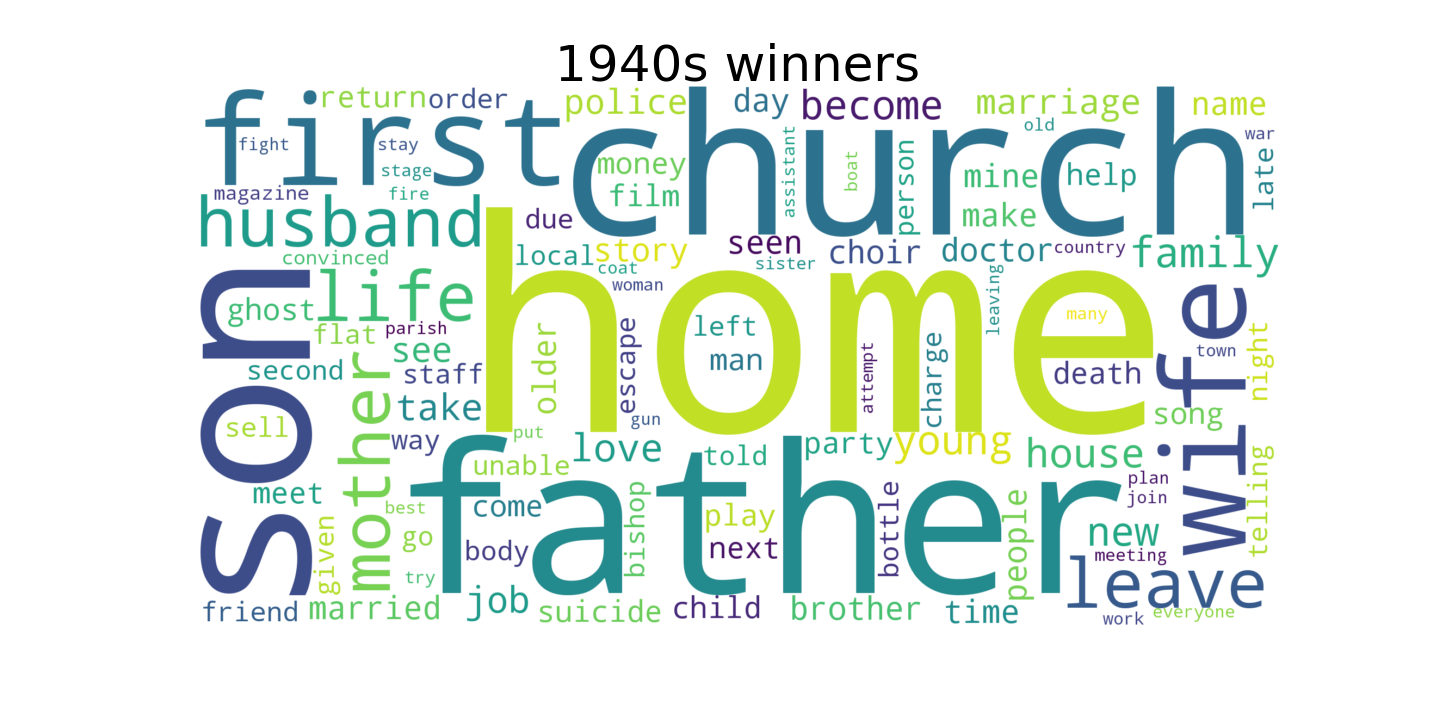 1940s winners
first
return
order
police
day
become
marriage
name
church
old
war
fight
stay
stage
magazine
fire
money
film
assistant
boat
person
mine
help
make
late
husband
due
seen
choir
doctor
country
family
local
story
coat
sister
woman
convinced
son
ghost
life
flat
parish
see
second
staff
home
left
man
older
escape
attempt
charge
leaving
many
death
wife
town
night
take
mother
sell
way
put
gun
love
told
party
young
house
song
unable
meet
best
come
father
bishop
play
next
bottle
people
plan
join
new
meeting
telling
given
go
try
body
leave
friend
married
job
suicide
child
brother
time
work
everyone